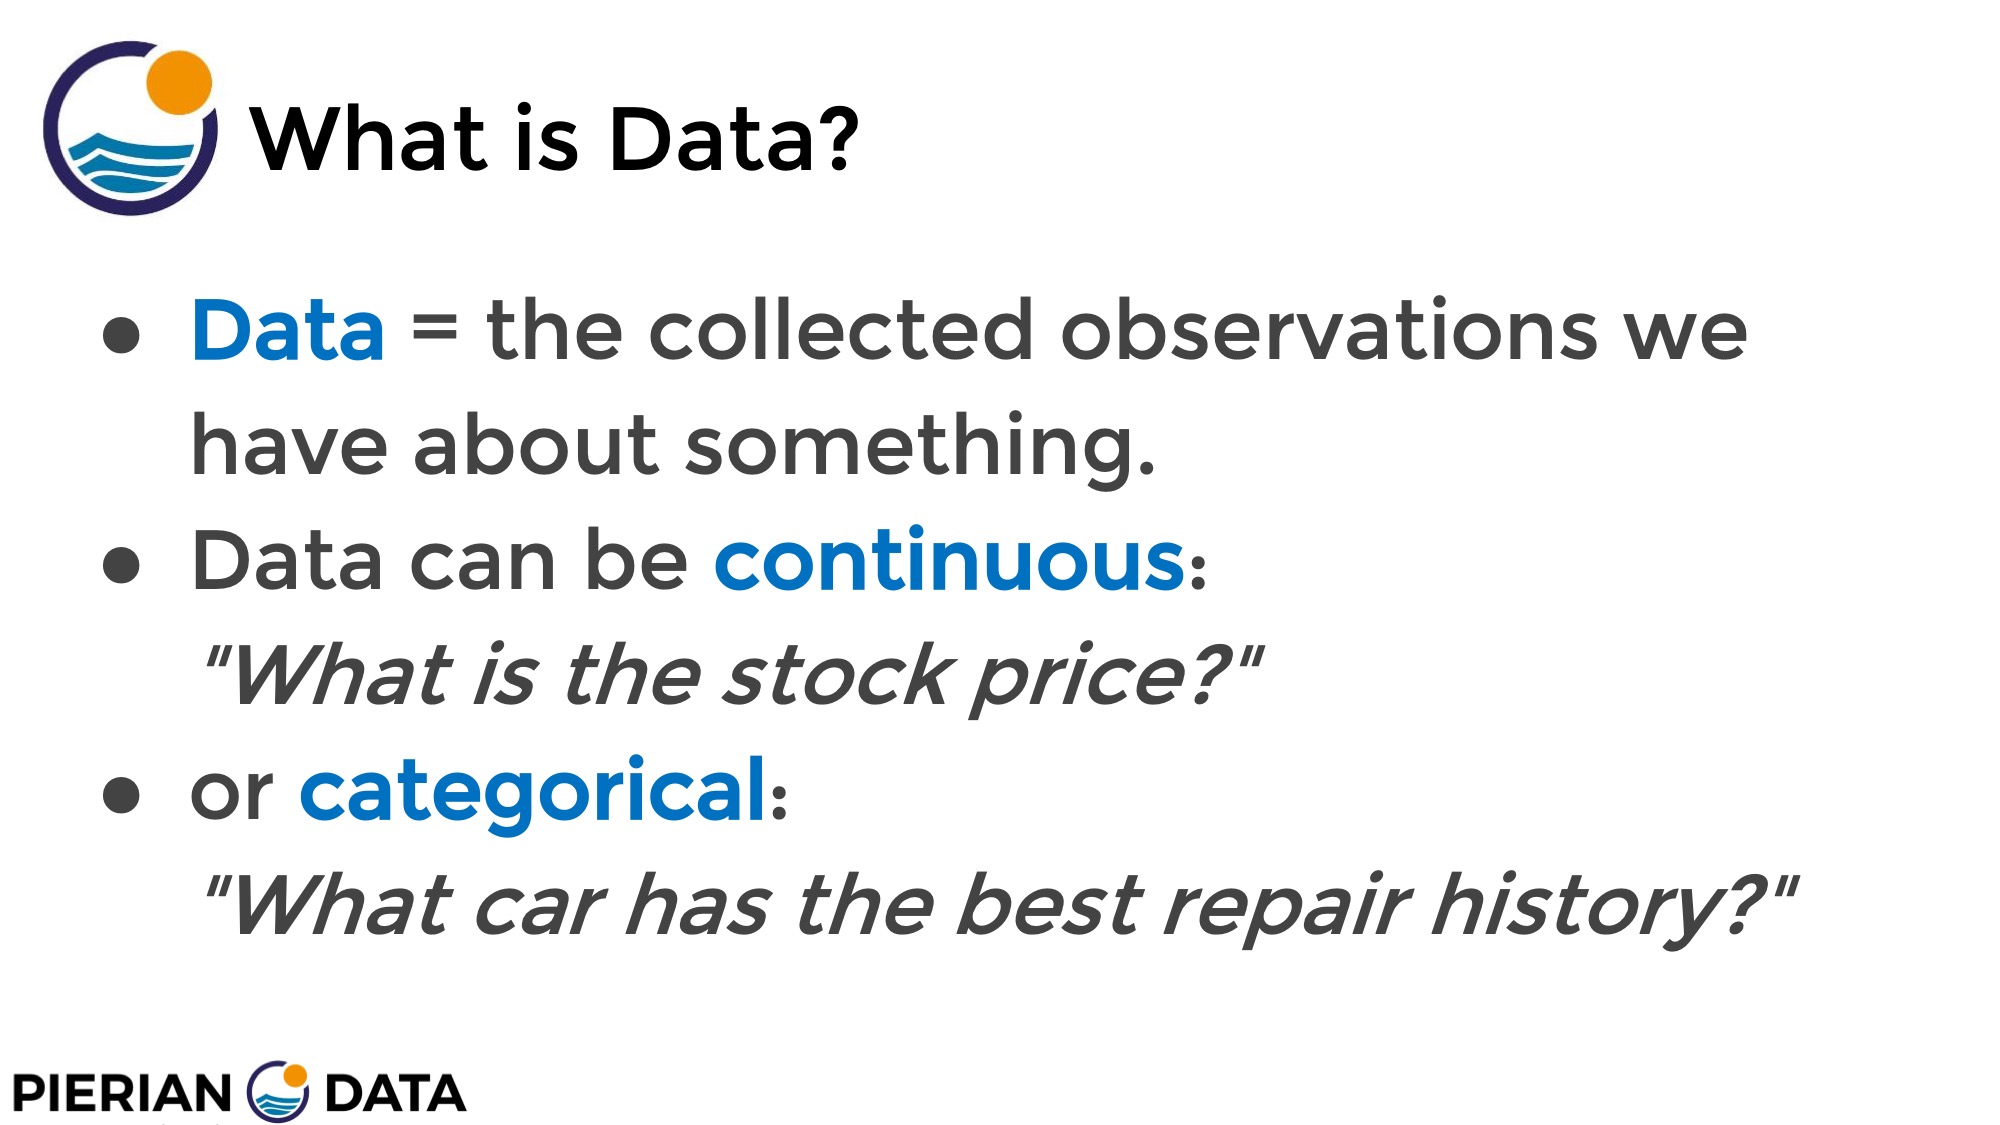 What is Data?
● Data = the collected observations we
have about something.
● Data can be continuous:
"What is the stock price?"
● or categorical:
"What car has the best repair history?"
PIERIAN DATA